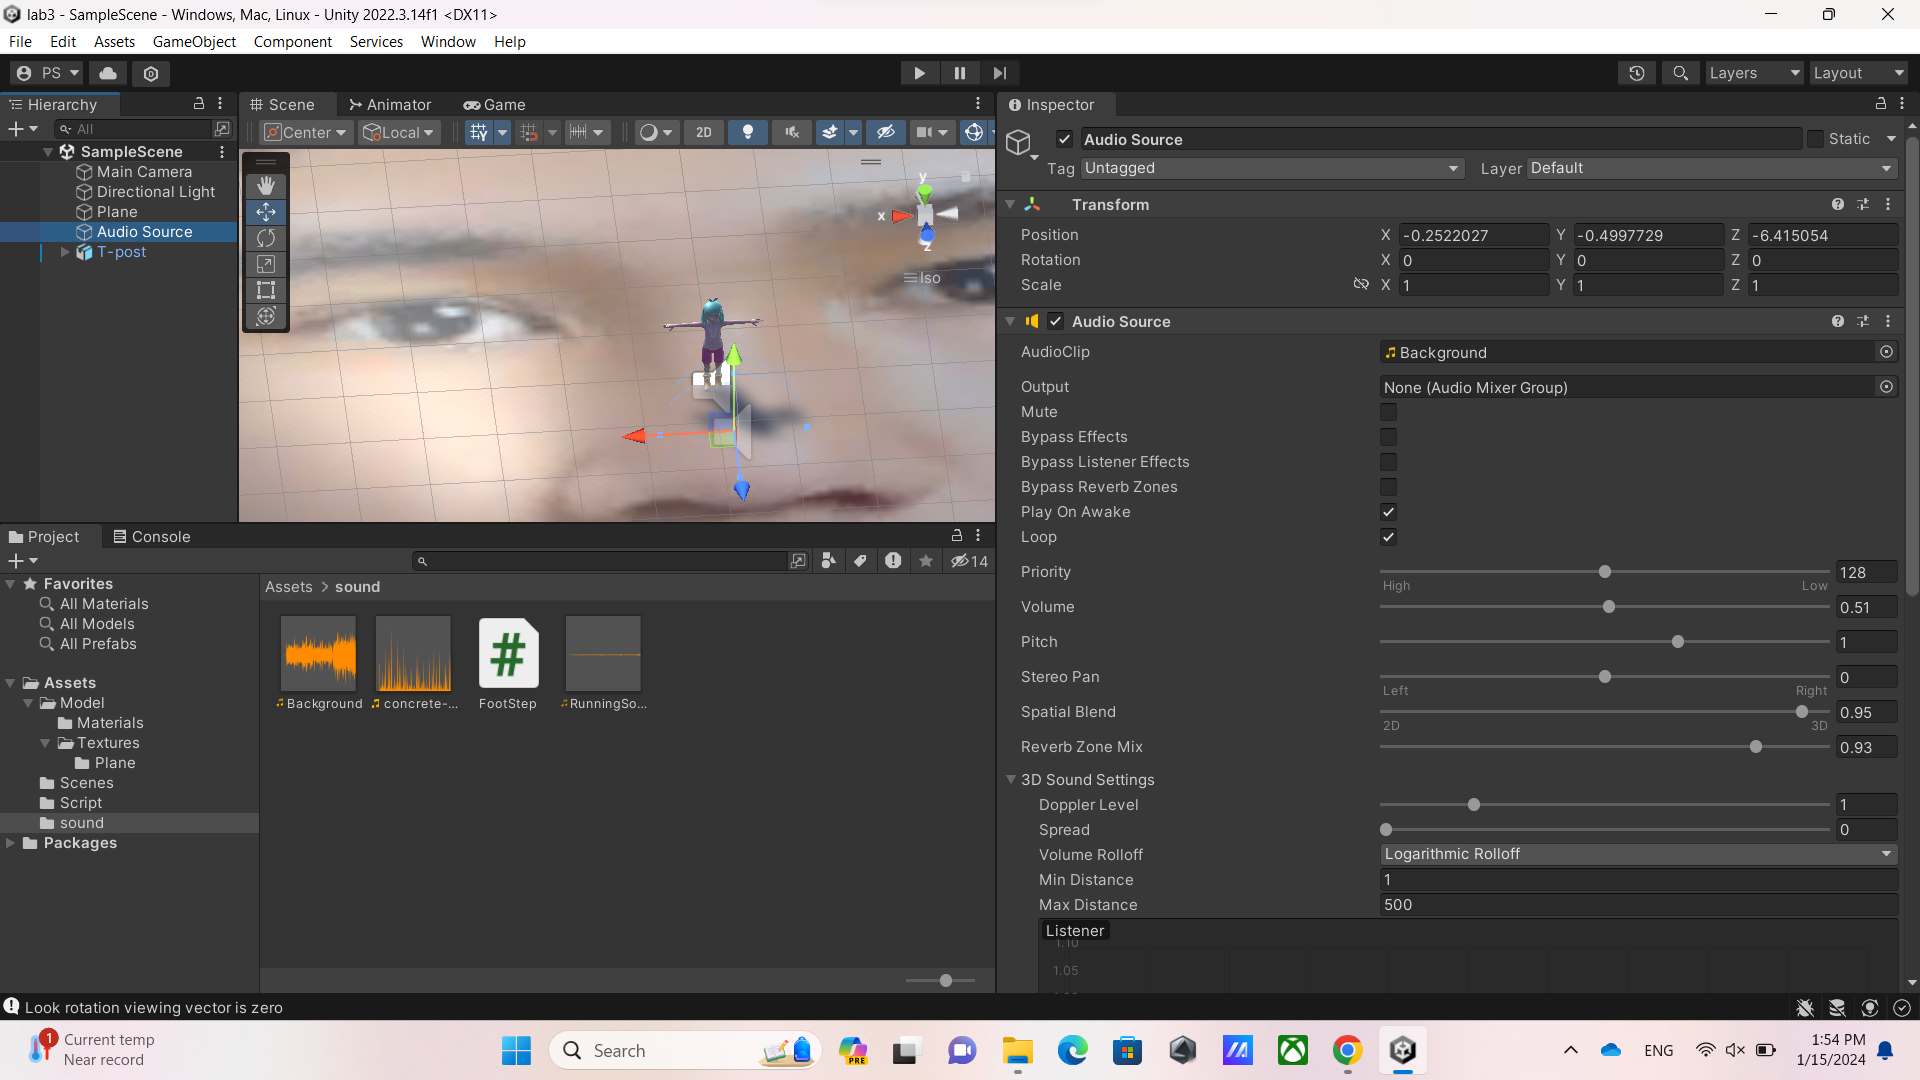 lab3 - SampleScene - Windows, Mac, Linux - Unity 2022.3.14f1 <DX11>
File Edit Assets GameObject Component Services Window Help
PS
Layers
Layout
Hierarchy
All
SampleScene
Main Camera
Directional Light
Plane
Audio Source
T-post
Scene
Animator
Game
Center
Local
2D
y
x
z
Iso
Inspector
Audio Source
Static
Tag Untagged
Layer Default
Transform
Position X -0.2522027 Y -0.4997729 Z -6.415054
Rotation X 0 Y 0 Z 0
Scale X 1 Y 1 Z 1
Audio Source
AudioClip Background
Output None (Audio Mixer Group)
Mute
Bypass Effects
Bypass Listener Effects
Bypass Reverb Zones
Play On Awake
Loop
Priority 128
High Low
Volume 0.51
Pitch 1
Stereo Pan 0
Left Right
Spatial Blend 0.95
2D 3D
Reverb Zone Mix 0.93
3D Sound Settings
Doppler Level 1
Spread 0
Volume Rolloff Logarithmic Rolloff
Min Distance 1
Max Distance 500
Listener
1.10
1.05
Project
Console
14
Favorites
All Materials
All Models
All Prefabs
Assets
Model
Materials
Textures
Plane
Scenes
Script
sound
Packages
Assets > sound
Background
concrete-...
FootStep
RunningSo...
Look rotation viewing vector is zero
1
Current temp
Near record
Search
PRE
ENG
1:54 PM
1/15/2024